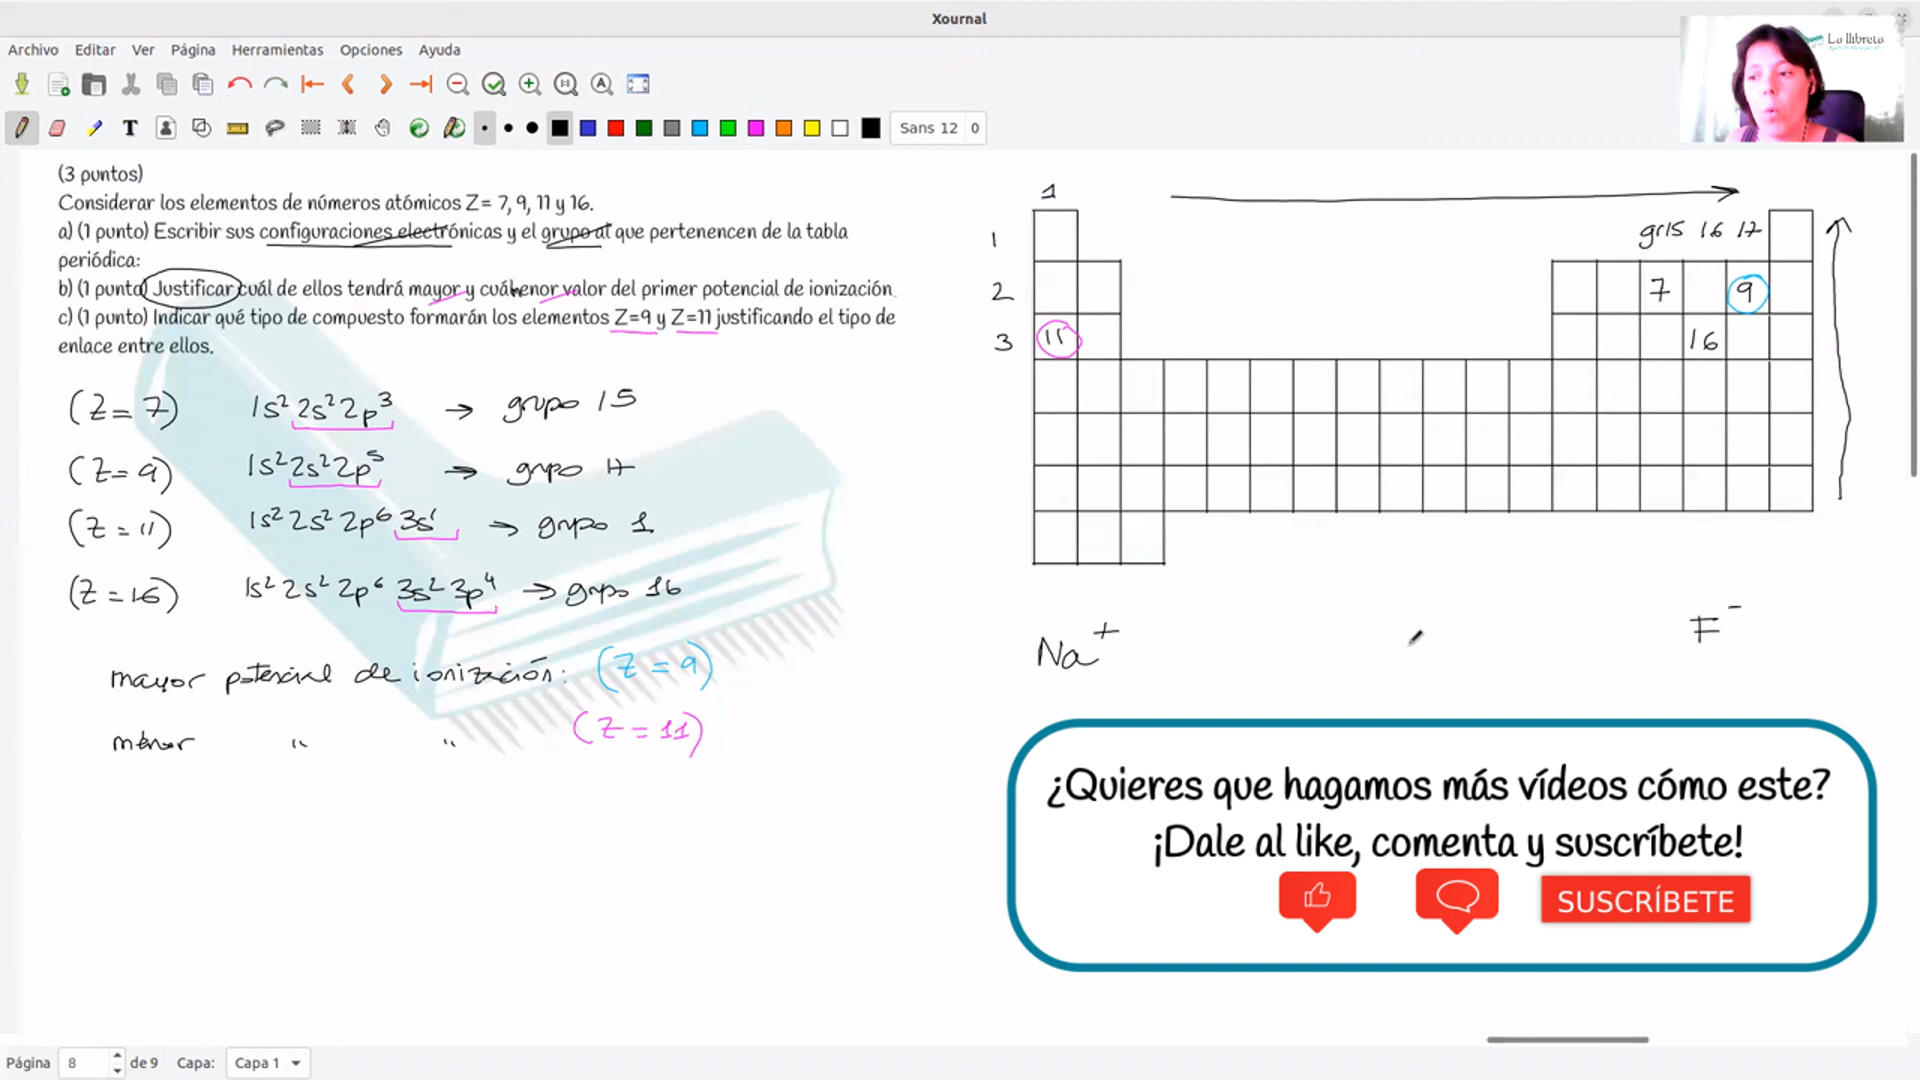 Xournal
Archivo Editar Ver Página Herramientas Opciones Ayuda
La llibreta
Sans 12 0
(3 puntos)
Considerar los elementos de números atómicos Z= 7, 9, 11 y 16.
a) (1 punto) Escribir sus configuraciones electrónicas y el grupo al que pertenencen de la tabla
periódica:
b) (1 punto) Justificar cuál de ellos tendrá mayor y cuál menor valor del primer potencial de ionización.
c) (1 punto) Indicar qué tipo de compuesto formarán los elementos Z=9 y Z=11 justificando el tipo de
enlace entre ellos.
(Z = 7) 1s² 2s² 2p³ → grupo 15
(Z = 9) 1s² 2s² 2p⁵ → grupo 17
(Z = 11) 1s² 2s² 2p⁶ 3s¹ → grupo 1
(Z = 16) 1s² 2s² 2p⁶ 3s² 3p⁴ → grupo 16
mayor potencial de ionización: (Z = 9)
menor " " (Z = 11)
1
1 gr15 16 17
2 7 9
3 11 16
Na⁺ F⁻
¿Quieres que hagamos más vídeos cómo este?
¡Dale al like, comenta y suscríbete!
SUSCRÍBETE
Página 8 de 9 Capa: Capa 1